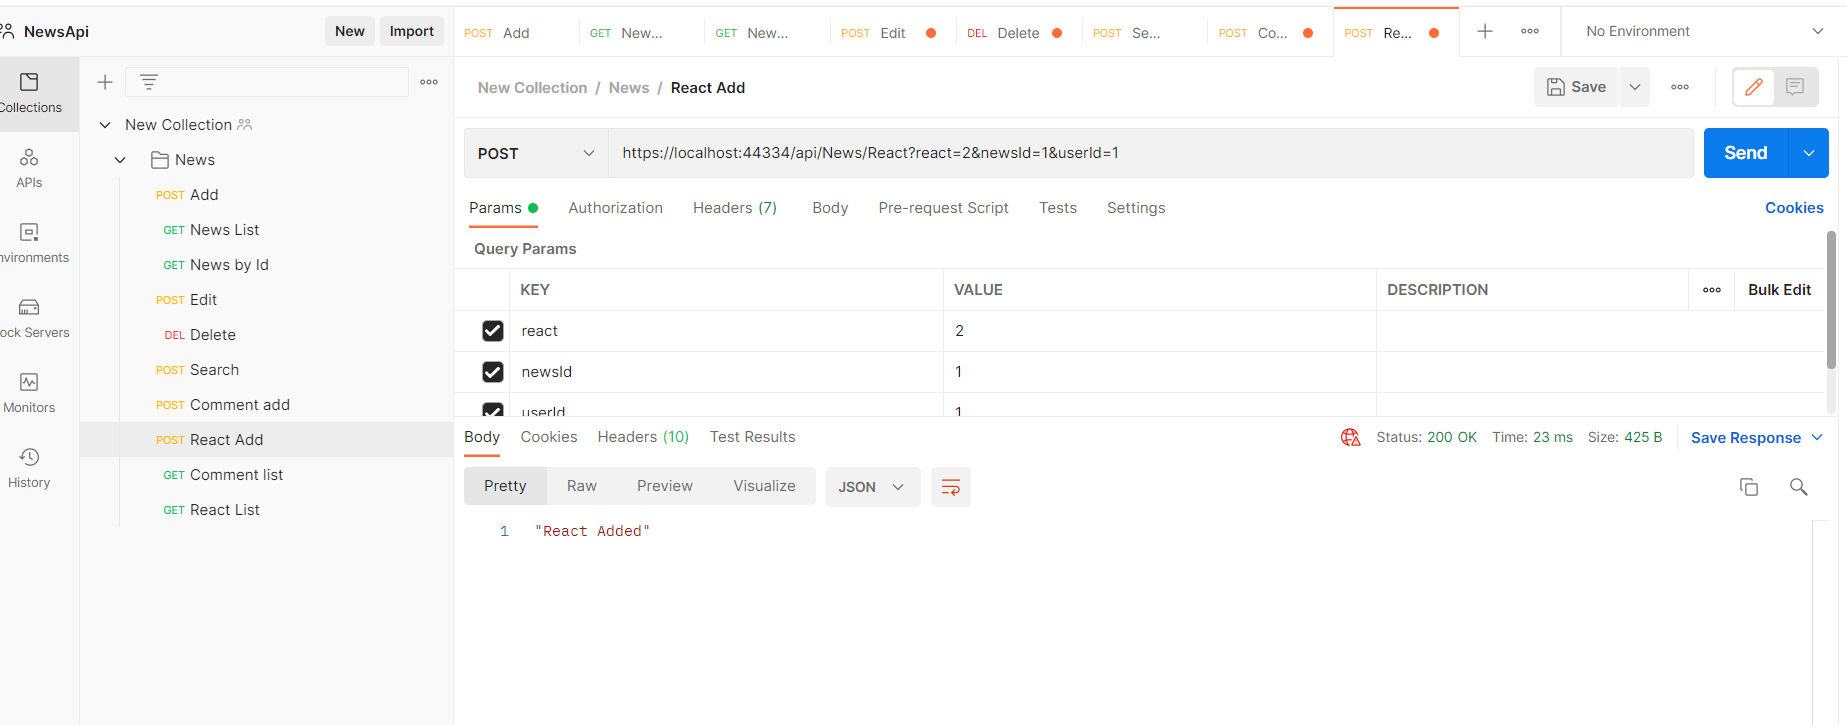 NewsApi
New
Import
POST Add
GET New...
GET New...
POST Edit
DEL Delete
POST Se...
POST Co...
POST Re...
No Environment
Collections
APIs
nvironments
ock Servers
Monitors
History
New Collection
News
POST Add
GET News List
GET News by Id
POST Edit
DEL Delete
POST Search
POST Comment add
POST React Add
GET Comment list
GET React List
New Collection / News / React Add
Save
POST
https://localhost:44334/api/News/React?react=2&newsId=1&userId=1
Send
Params
Authorization
Headers (7)
Body
Pre-request Script
Tests
Settings
Cookies
Query Params
KEY VALUE DESCRIPTION
Bulk Edit
react 2
newsId 1
userId 1
Body
Cookies
Headers (10)
Test Results
Status: 200 OK Time: 23 ms Size: 425 B
Save Response
Pretty
Raw
Preview
Visualize
JSON
1 "React Added"